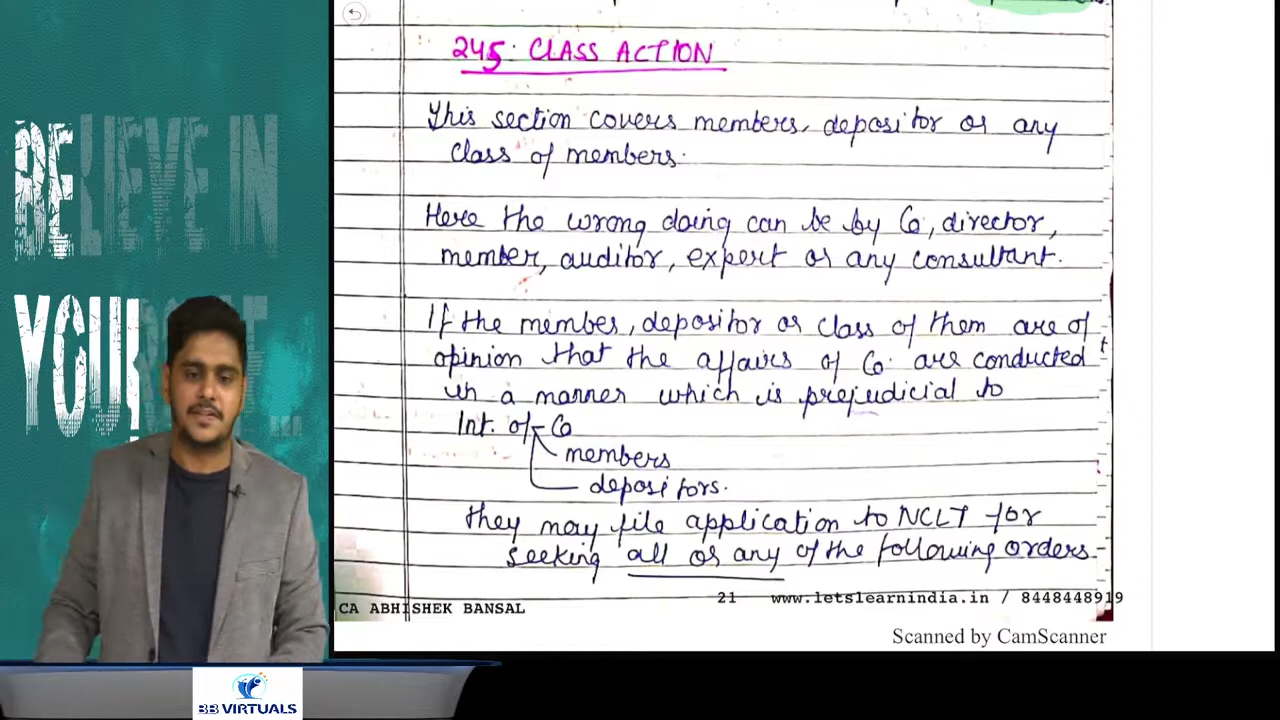 BELIEVE IN
YOUR
245. CLASS ACTION
This section covers members, depositor or any
class of members.
Here the wrong doing can be by Co, director,
member, auditor, expert or any consultant.
If the member, depositor or class of them are of
opinion that the affairs of Co. are conducted
in a manner which is prejudicial to
Int. of Co
members
depositors.
they may file application to NCLT for
seeking all or any of the following orders
CA ABHISHEK BANSAL
21 www.letslearnindia.in / 8448448919
Scanned by CamScanner
BB VIRTUALS